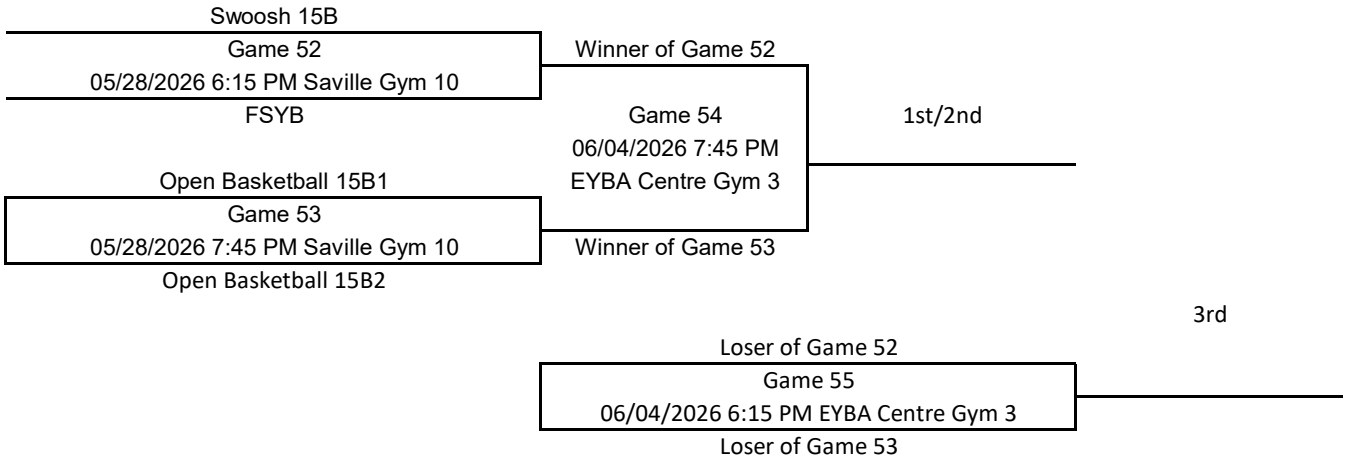 Swoosh 15B
Game 52
05/28/2026 6:15 PM Saville Gym 10
FSYB
Winner of Game 52
Game 54
06/04/2026 7:45 PM
EYBA Centre Gym 3
1st/2nd
Open Basketball 15B1
Game 53
05/28/2026 7:45 PM Saville Gym 10
Open Basketball 15B2
Winner of Game 53
3rd
Loser of Game 52
Game 55
06/04/2026 6:15 PM EYBA Centre Gym 3
Loser of Game 53